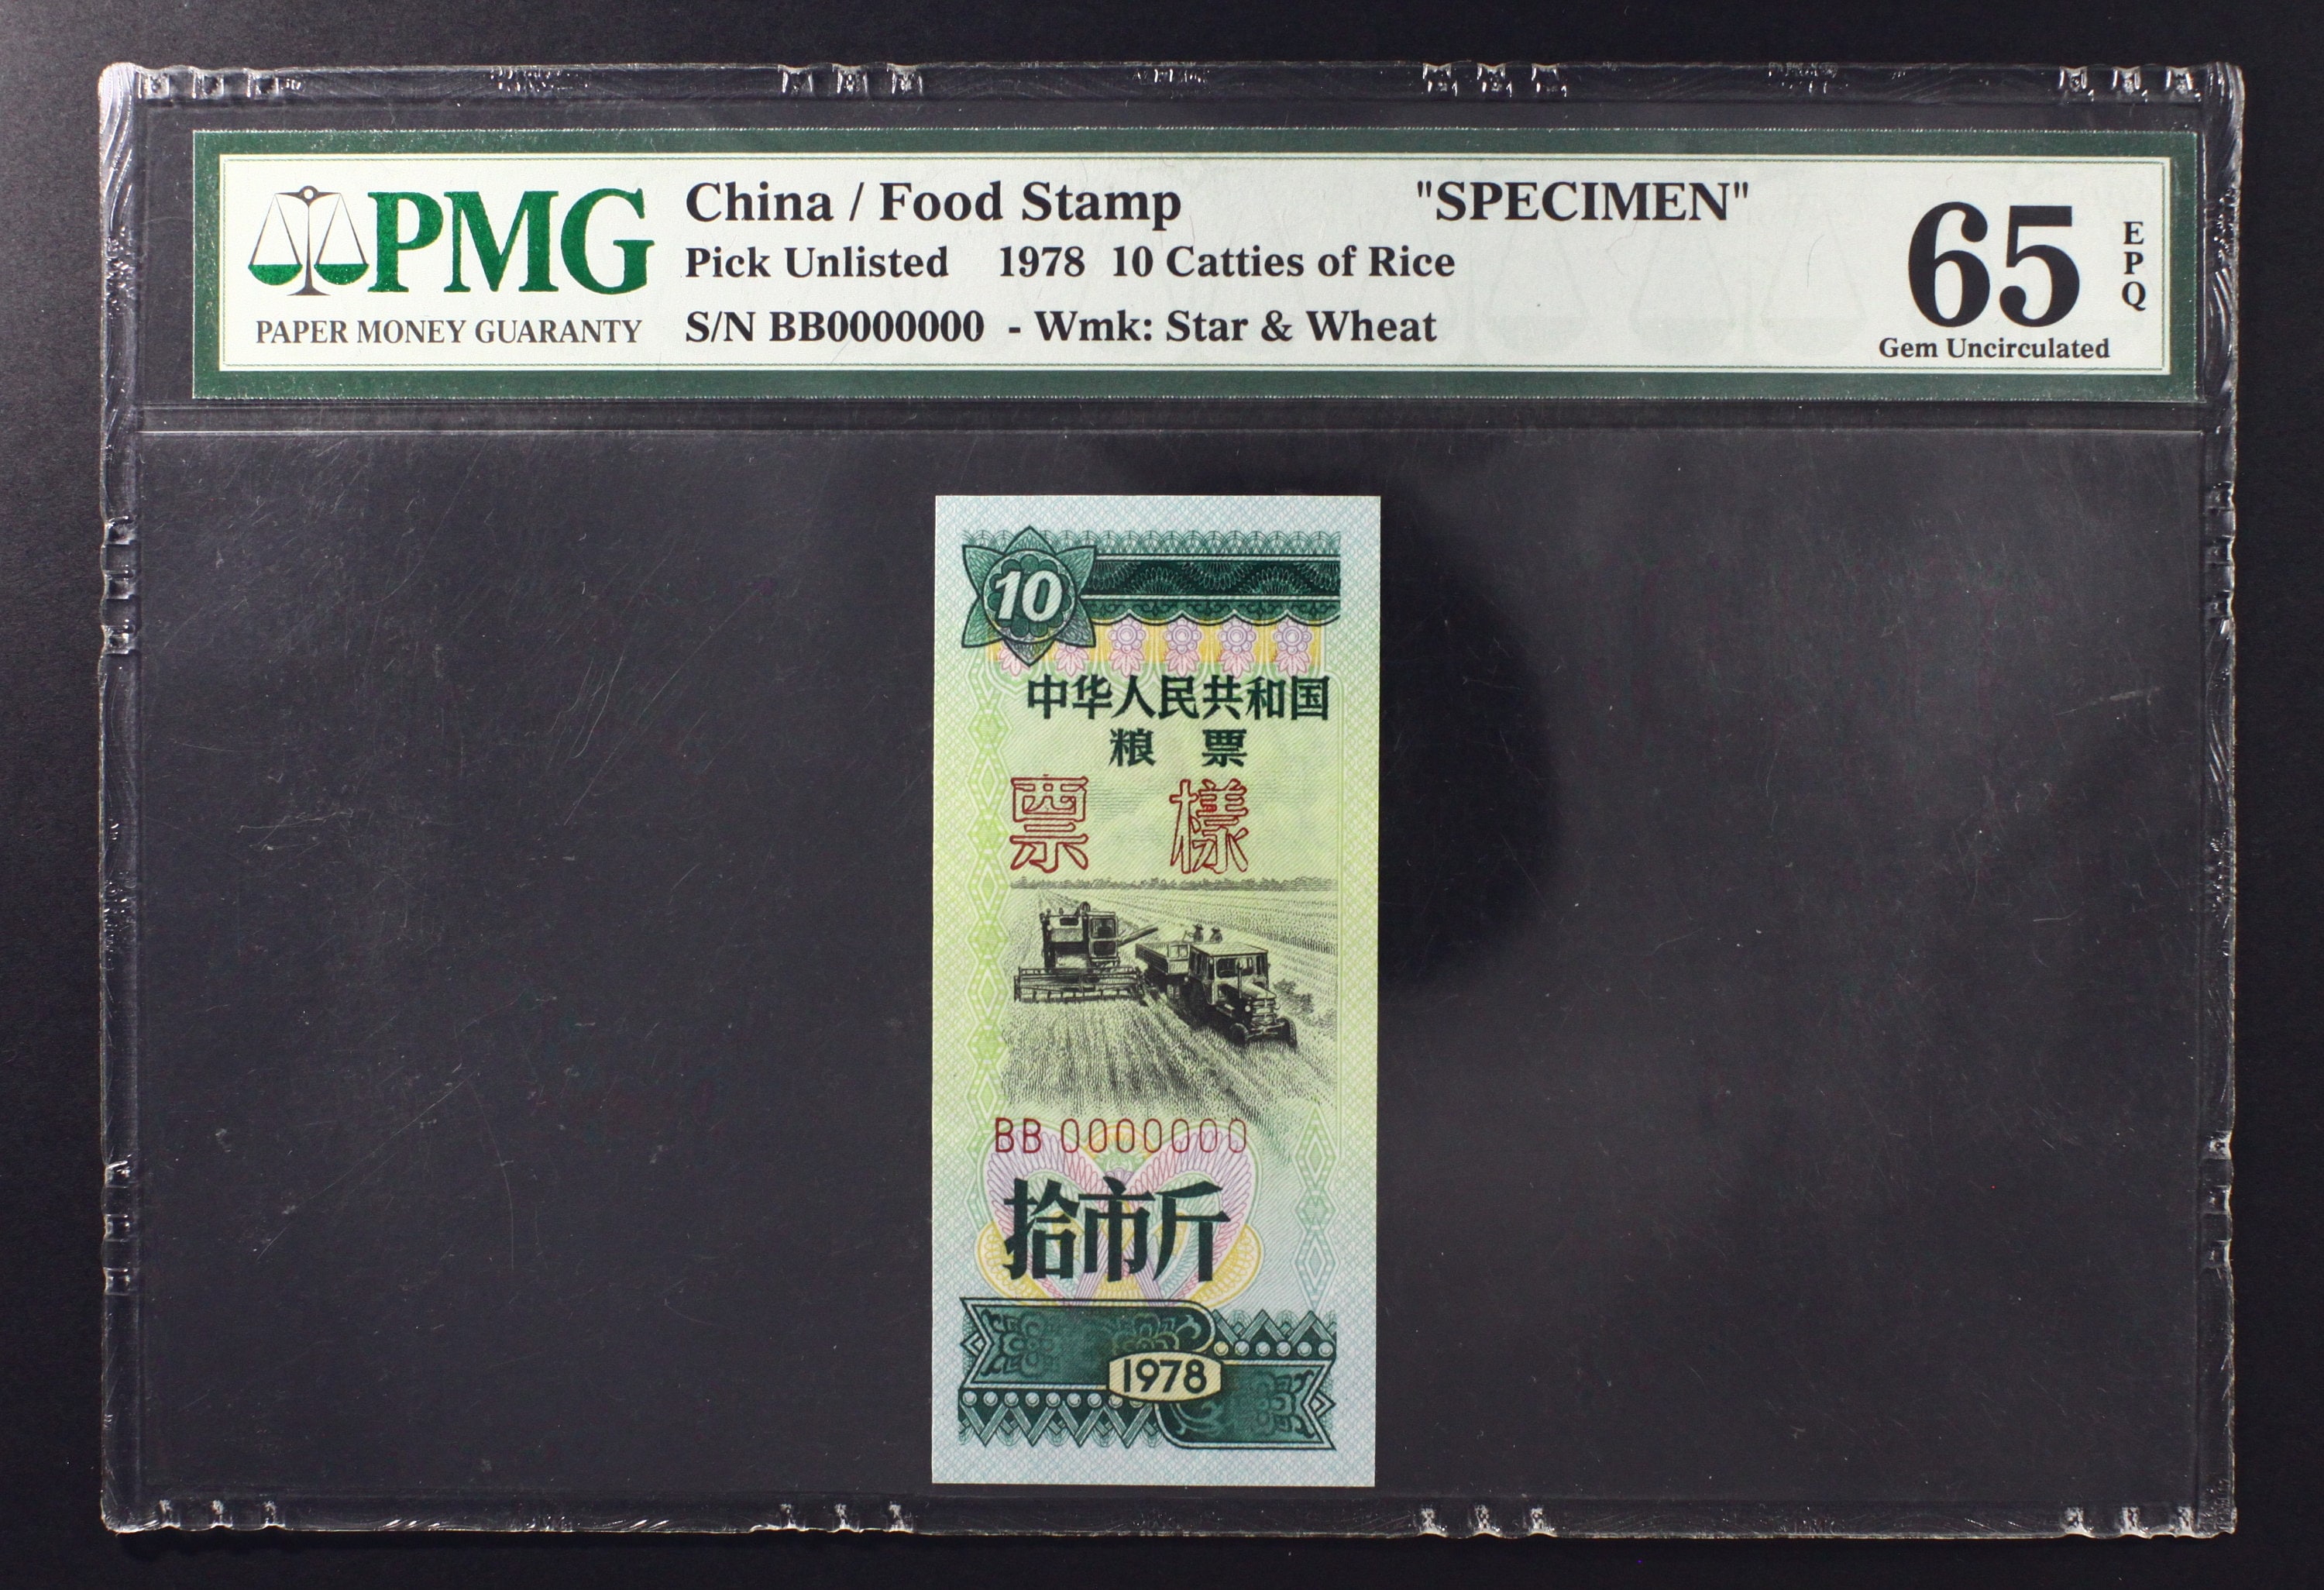 PMG
PAPER MONEY GUARANTY
China / Food Stamp "SPECIMEN"
Pick Unlisted 1978 10 Catties of Rice
S/N BB0000000 - Wmk: Star & Wheat
65
EPQ
Gem Uncirculated
10
中华人民共和国
粮 票
票 樣
BB 0000000
拾市斤
1978